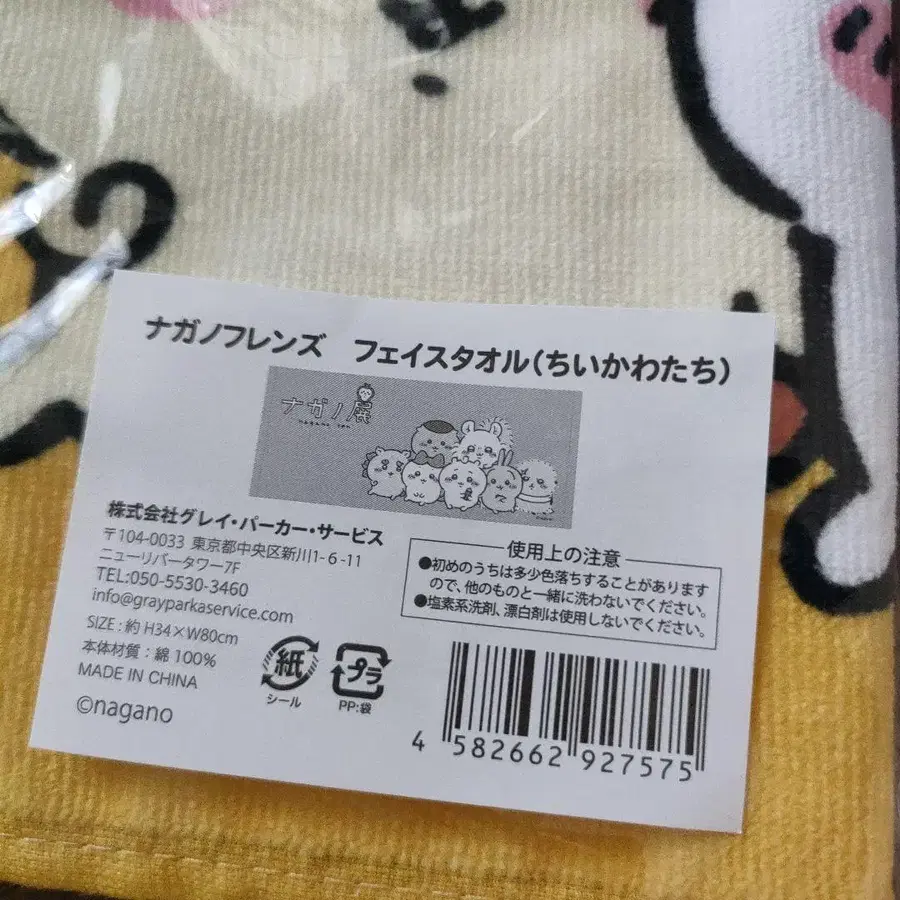 ナガノフレンズ　フェイスタオル(ちいかわたち)
ナガノ展
NAGANO TEN
株式会社グレイ・パーカー・サービス
〒104-0033 東京都中央区新川1-6-11
ニューリバータワー7F
TEL:050-5530-3460
info@grayparkaservice.com
SIZE:約 H34×W80cm
本体材質:綿 100%
MADE IN CHINA
©nagano
紙
シール
プラ
PP:袋
使用上の注意
●初めのうちは多少色落ちすることがあります
ので、他のものと一緒に洗わないでください。
●塩素系洗剤、漂白剤は使用しないでください。
4 582662 927575